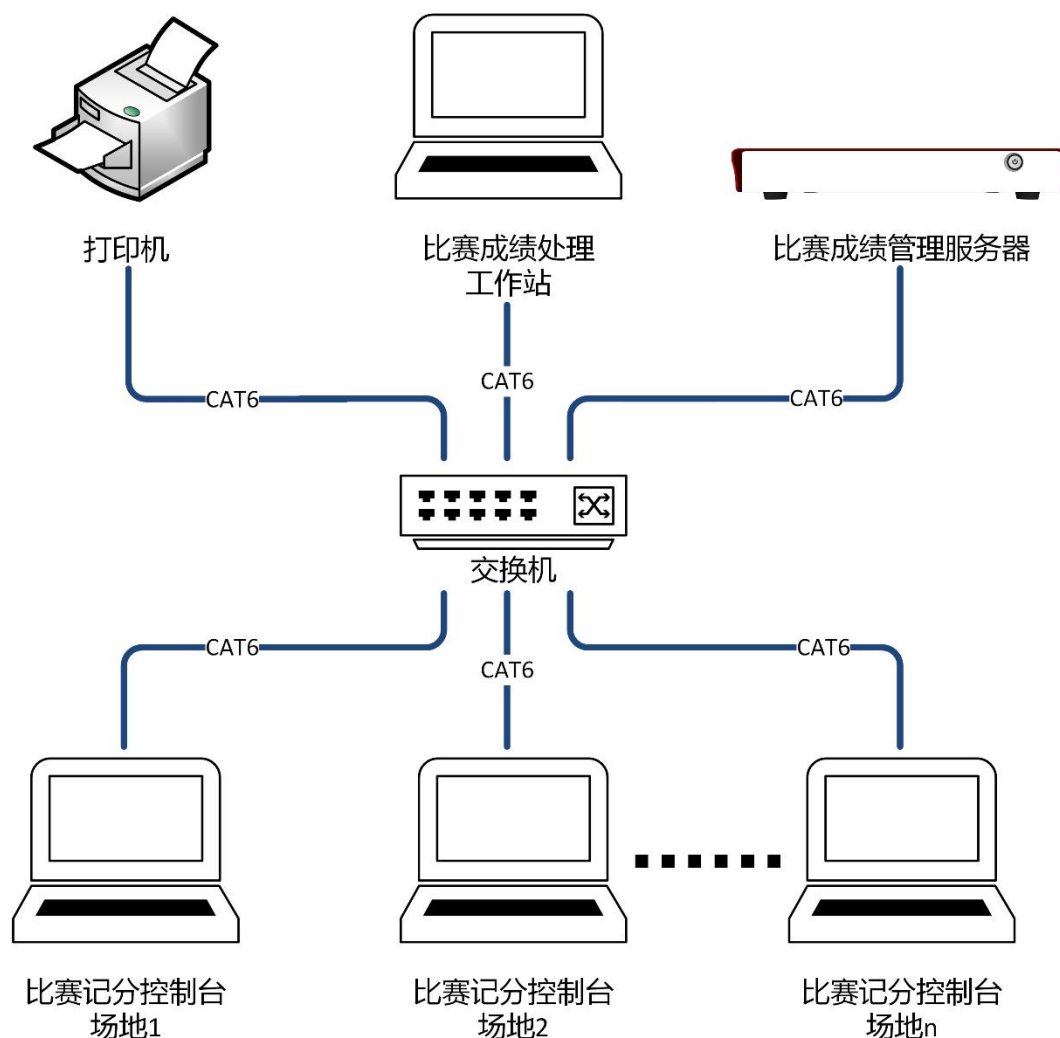 打印机
比赛成绩处理
工作站
比赛成绩管理服务器
CAT6
CAT6
CAT6
交换机
CAT6
CAT6
CAT6
比赛记分控制台
场地1
比赛记分控制台
场地2
比赛记分控制台
场地n